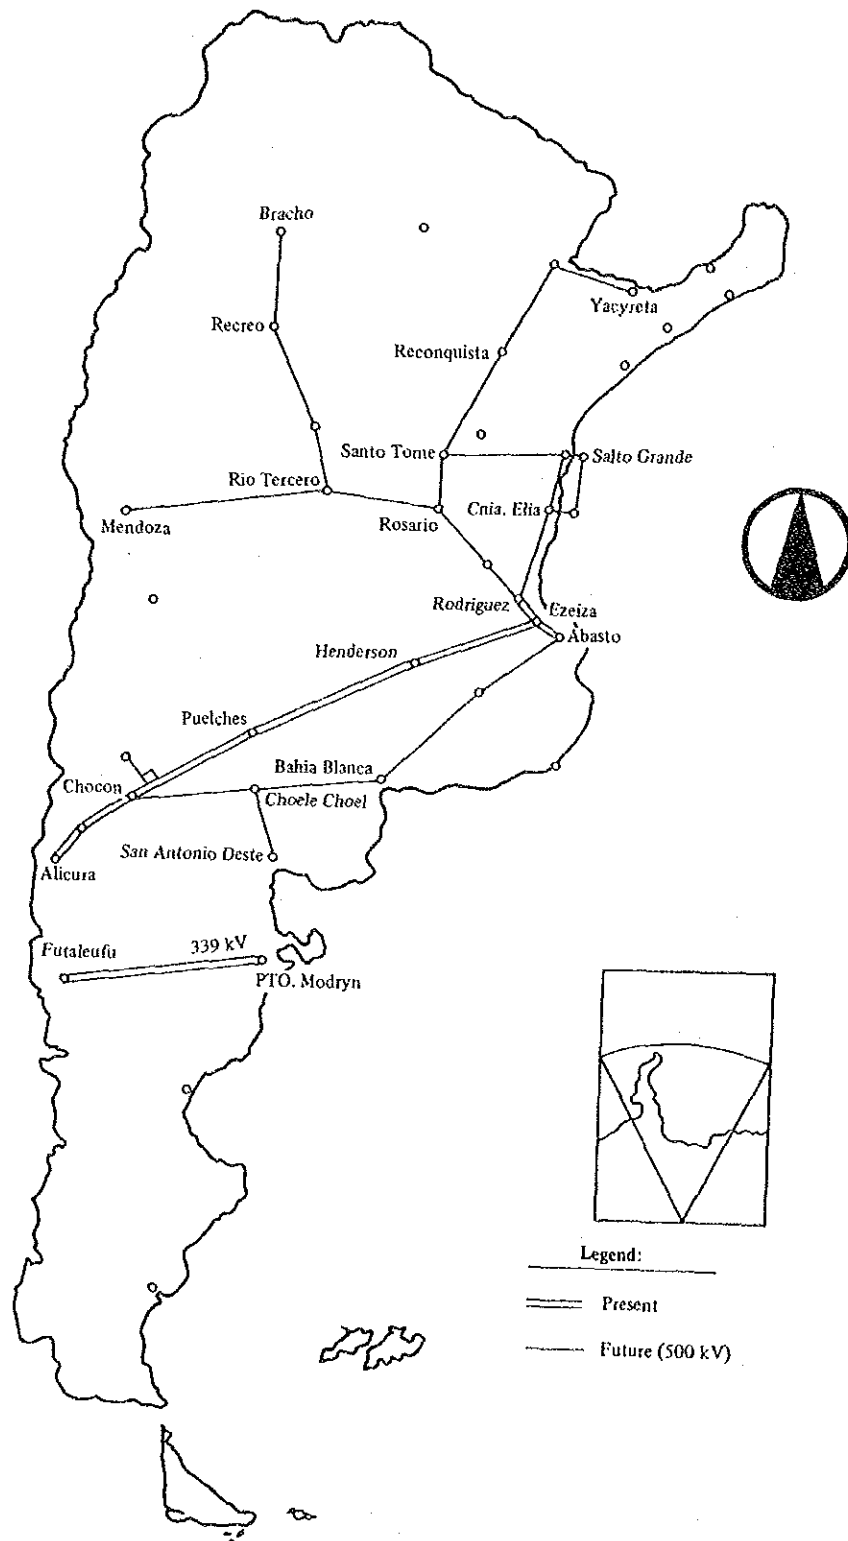 Bracho
Yacyreta
Recreo
Reconquista
Santo Tome
Salto Grande
Rio Tercero
Mendoza
Rosario
Cnia. Elia
Rodriguez
Ezeiza
Abasto
Henderson
Puelches
Bahia Blanca
Chocon
Choele Choel
San Antonio Oeste
Alicura
Futaleufu
339 kV
PTO. Modryn
Legend:
Present
Future (500 kV)